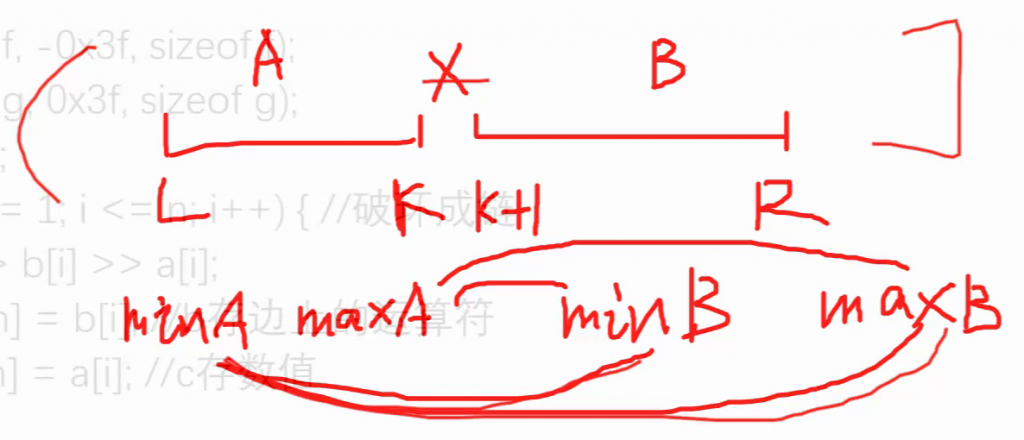 f, -0x3f, sizeof f);
A X B
g, 0x3f, sizeof g);
;
L K K+1 R
= 1; i <= n; i++) { //破坏成链
> b[i] >> a[i];
minA maxA minB maxB
n] = b[i]; 存边上的运算符
n] = a[i]; //c存数值